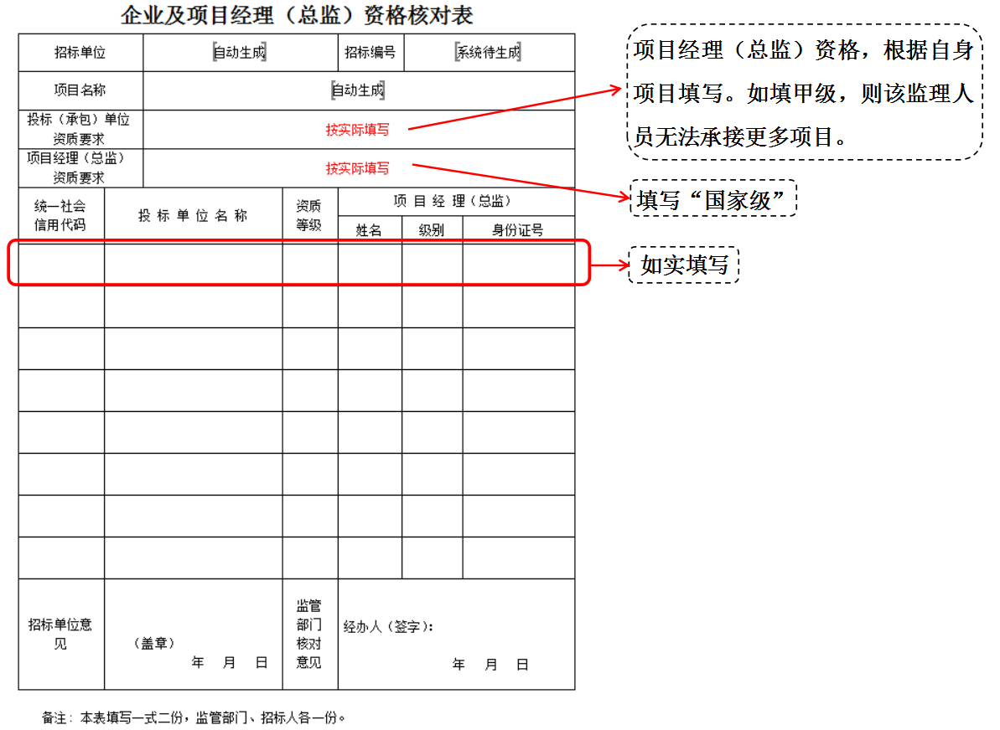 企业及项目经理（总监）资格核对表
招标单位
[自动生成]
招标编号
[系统待生成]
项目名称
[自动生成]
投标（承包）单位
资质要求
按实际填写
项目经理（总监）
资质要求
按实际填写
统一社会
信用代码
投 标 单 位 名 称
资质
等级
项 目 经 理（总监）
姓名
级别
身份证号
招标单位意
见
（盖章）
年 月 日
监管
部门
核对
意见
经办人（签字）：
年 月 日
备注：本表填写一式二份，监管部门、招标人各一份。
项目经理（总监）资格，根据自身
项目填写。如填甲级，则该监理人
员无法承接更多项目。
填写“国家级”
如实填写